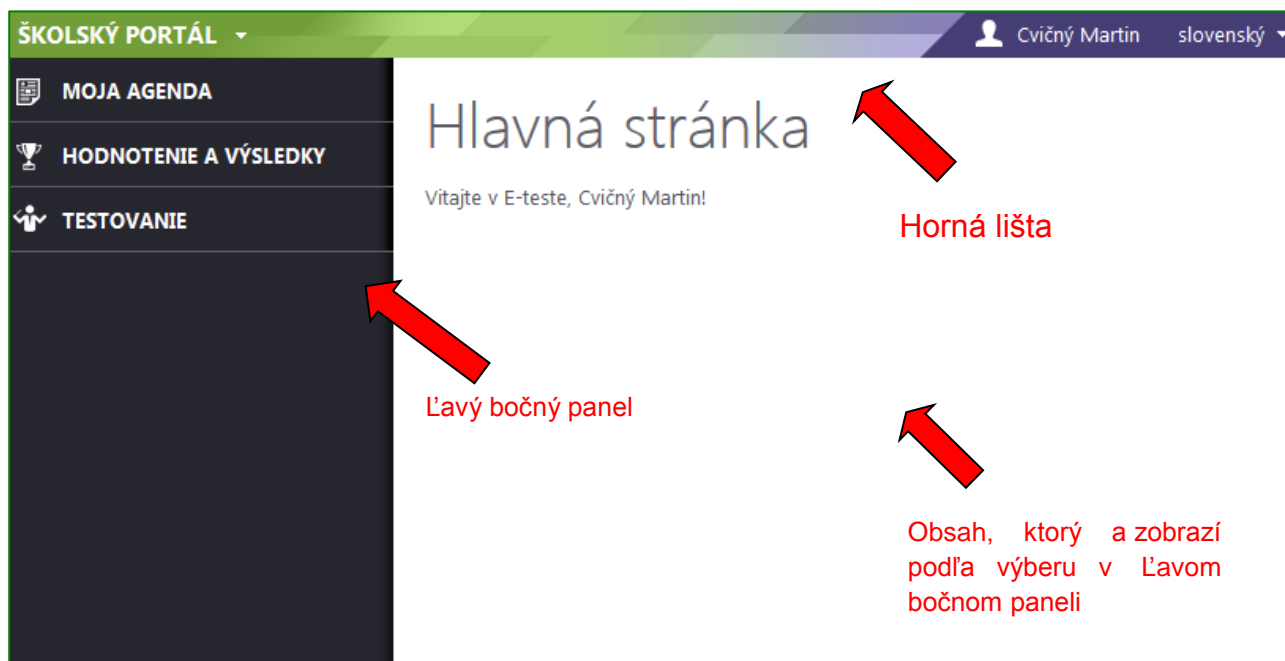 ŠKOLSKÝ PORTÁL
Cvičný Martin
slovenský
MOJA AGENDA
HODNOTENIE A VÝSLEDKY
TESTOVANIE
Hlavná stránka
Vitajte v E-teste, Cvičný Martin!
Horná lišta
Ľavý bočný panel
Obsah, ktorý a zobrazí
podľa výberu v Ľavom
bočnom paneli